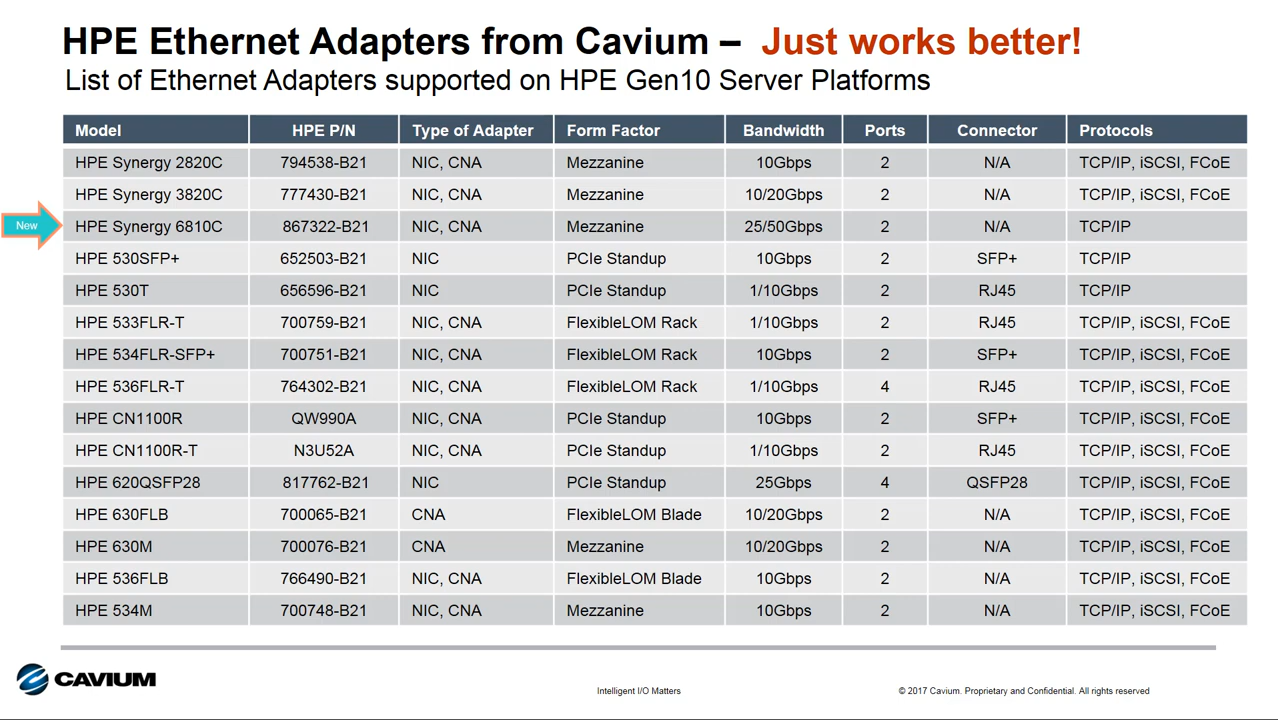 HPE Ethernet Adapters from Cavium – Just works better!
List of Ethernet Adapters supported on HPE Gen10 Server Platforms
Model HPE P/N Type of Adapter Form Factor Bandwidth Ports Connector Protocols
HPE Synergy 2820C 794538-B21 NIC, CNA Mezzanine 10Gbps 2 N/A TCP/IP, iSCSI, FCoE
HPE Synergy 3820C 777430-B21 NIC, CNA Mezzanine 10/20Gbps 2 N/A TCP/IP, iSCSI, FCoE
New
HPE Synergy 6810C 867322-B21 NIC, CNA Mezzanine 25/50Gbps 2 N/A TCP/IP
HPE 530SFP+ 652503-B21 NIC PCIe Standup 10Gbps 2 SFP+ TCP/IP
HPE 530T 656596-B21 NIC PCIe Standup 1/10Gbps 2 RJ45 TCP/IP
HPE 533FLR-T 700759-B21 NIC, CNA FlexibleLOM Rack 1/10Gbps 2 RJ45 TCP/IP, iSCSI, FCoE
HPE 534FLR-SFP+ 700751-B21 NIC, CNA FlexibleLOM Rack 10Gbps 2 SFP+ TCP/IP, iSCSI, FCoE
HPE 536FLR-T 764302-B21 NIC, CNA FlexibleLOM Rack 1/10Gbps 4 RJ45 TCP/IP, iSCSI, FCoE
HPE CN1100R QW990A NIC, CNA PCIe Standup 10Gbps 2 SFP+ TCP/IP, iSCSI, FCoE
HPE CN1100R-T N3U52A NIC, CNA PCIe Standup 1/10Gbps 2 RJ45 TCP/IP, iSCSI, FCoE
HPE 620QSFP28 817762-B21 NIC PCIe Standup 25Gbps 4 QSFP28 TCP/IP, iSCSI, FCoE
HPE 630FLB 700065-B21 CNA FlexibleLOM Blade 10/20Gbps 2 N/A TCP/IP, iSCSI, FCoE
HPE 630M 700076-B21 CNA Mezzanine 10/20Gbps 2 N/A TCP/IP, iSCSI, FCoE
HPE 536FLB 766490-B21 NIC, CNA FlexibleLOM Blade 10Gbps 2 N/A TCP/IP, iSCSI, FCoE
HPE 534M 700748-B21 NIC, CNA Mezzanine 10Gbps 2 N/A TCP/IP, iSCSI, FCoE
CAVIUM
Intelligent I/O Matters
© 2017 Cavium. Proprietary and Confidential. All rights reserved